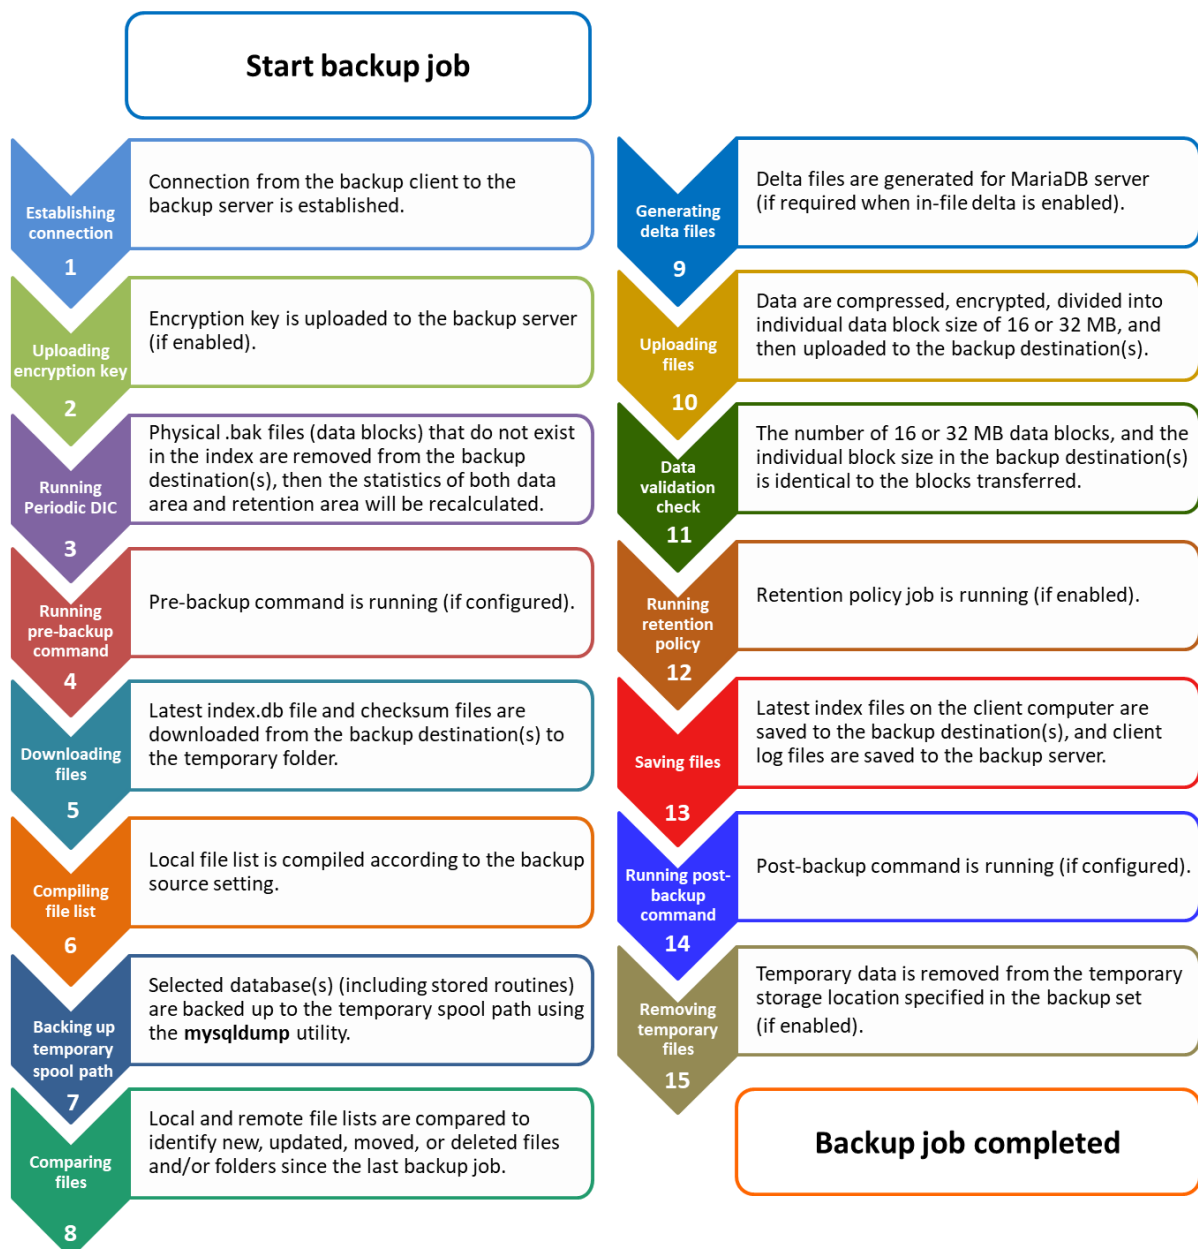 Start backup job
Establishing
connection
1
Connection from the backup client to the
backup server is established.
Uploading
encryption key
2
Encryption key is uploaded to the backup server
(if enabled).
Running
Periodic DIC
3
Physical .bak files (data blocks) that do not exist
in the index are removed from the backup
destination(s), then the statistics of both data
area and retention area will be recalculated.
Running
pre-backup
command
4
Pre-backup command is running (if configured).
Downloading
files
5
Latest index.db file and checksum files are
downloaded from the backup destination(s) to
the temporary folder.
Compiling
file list
6
Local file list is compiled according to the backup
source setting.
Backing up
temporary
spool path
7
Selected database(s) (including stored routines)
are backed up to the temporary spool path using
the mysqldump utility.
Comparing
files
8
Local and remote file lists are compared to
identify new, updated, moved, or deleted files
and/or folders since the last backup job.
Generating
delta files
9
Delta files are generated for MariaDB server
(if required when in-file delta is enabled).
Uploading
files
10
Data are compressed, encrypted, divided into
individual data block size of 16 or 32 MB, and
then uploaded to the backup destination(s).
Data
validation
check
11
The number of 16 or 32 MB data blocks, and the
individual block size in the backup destination(s)
is identical to the blocks transferred.
Running
retention
policy
12
Retention policy job is running (if enabled).
Saving files
13
Latest index files on the client computer are
saved to the backup destination(s), and client
log files are saved to the backup server.
Running post-
backup
command
14
Post-backup command is running (if configured).
Removing
temporary
files
15
Temporary data is removed from the temporary
storage location specified in the backup set
(if enabled).
Backup job completed